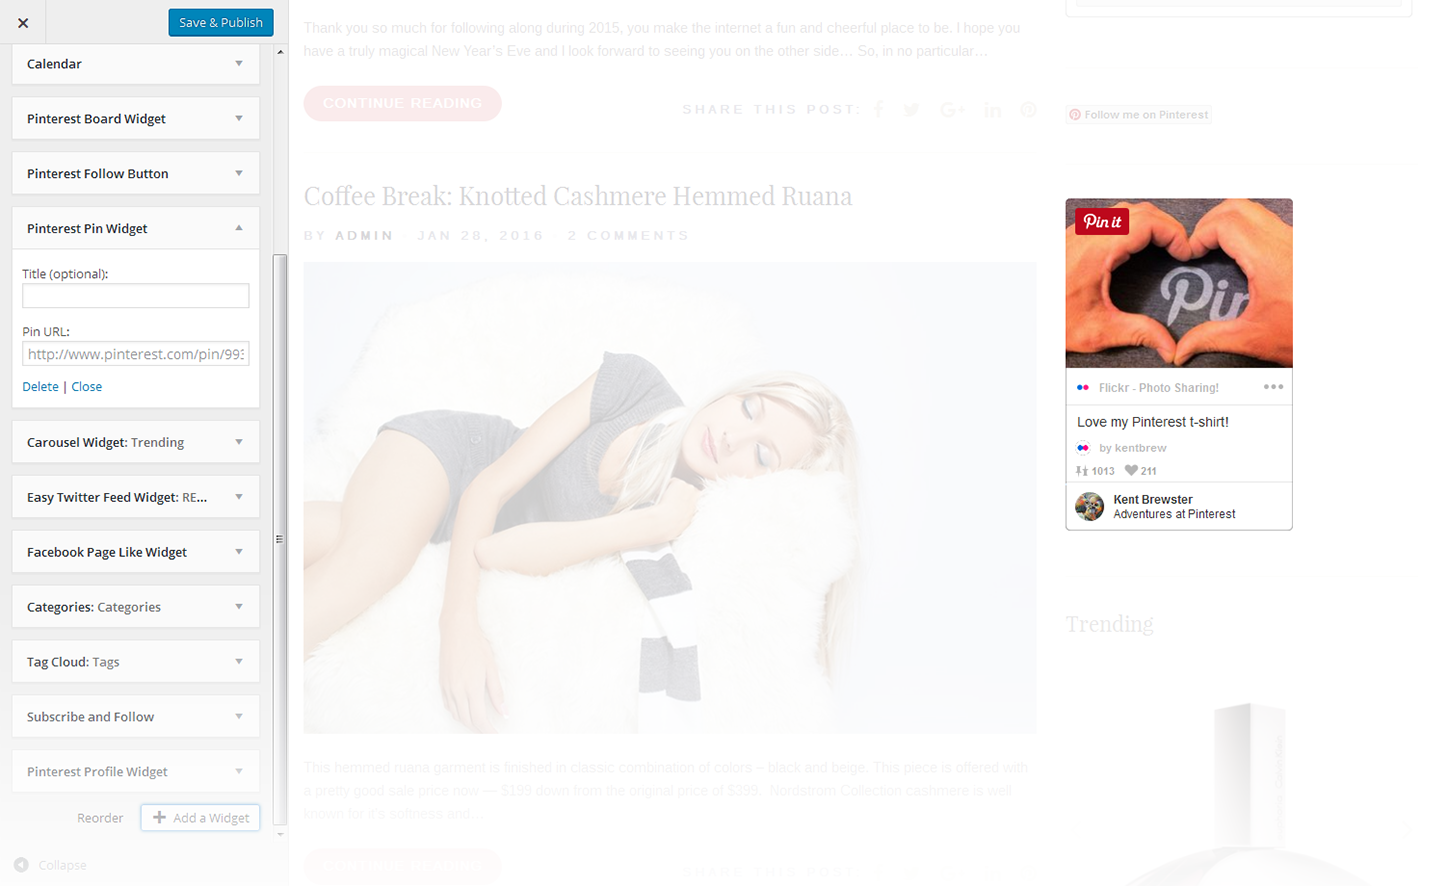 Save & Publish
Calendar
Pinterest Board Widget
Pinterest Follow Button
Pinterest Pin Widget
Title (optional):
Pin URL:
http://www.pinterest.com/pin/99
Delete | Close
Carousel Widget: Trending
Easy Twitter Feed Widget: RE...
Facebook Page Like Widget
Categories: Categories
Tag Cloud: Tags
Subscribe and Follow
Pinterest Profile Widget
Reorder
Add a Widget
Collapse
Thank you so much for following along during 2015, you make the internet a fun and cheerful place to be. I hope you
have a truly magical New Year's Eve and I look forward to seeing you on the other side… So, in no particular…
CONTINUE READING
SHARE THIS POST:
Coffee Break: Knotted Cashmere Hemmed Ruana
BY ADMIN JAN 28, 2016 2 COMMENTS
This hemmed ruana garment is finished in classic combination of colors – black and beige. This piece is offered with
a pretty good sale price now — $199 down from the original price of $399. Nordstrom Collection cashmere is well
known for it's softness and…
SHARE THIS POST
Follow me on Pinterest
Pin it
Pin
Flickr - Photo Sharing!
Love my Pinterest t-shirt!
by kentbrew
1013 211
Kent Brewster
Adventures at Pinterest
Trending